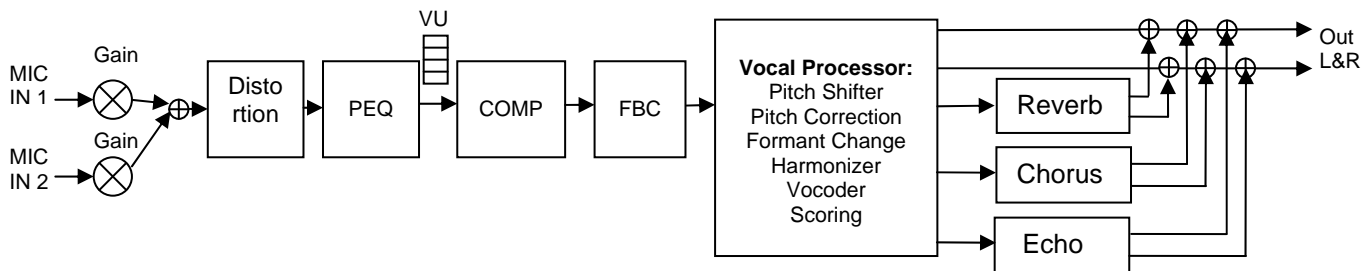 VU
Gain
MIC
IN 1
Gain
MIC
IN 2
Disto
rtion
PEQ
COMP
FBC
Vocal Processor:
Pitch Shifter
Pitch Correction
Formant Change
Harmonizer
Vocoder
Scoring
Reverb
Chorus
Echo
Out
L&R